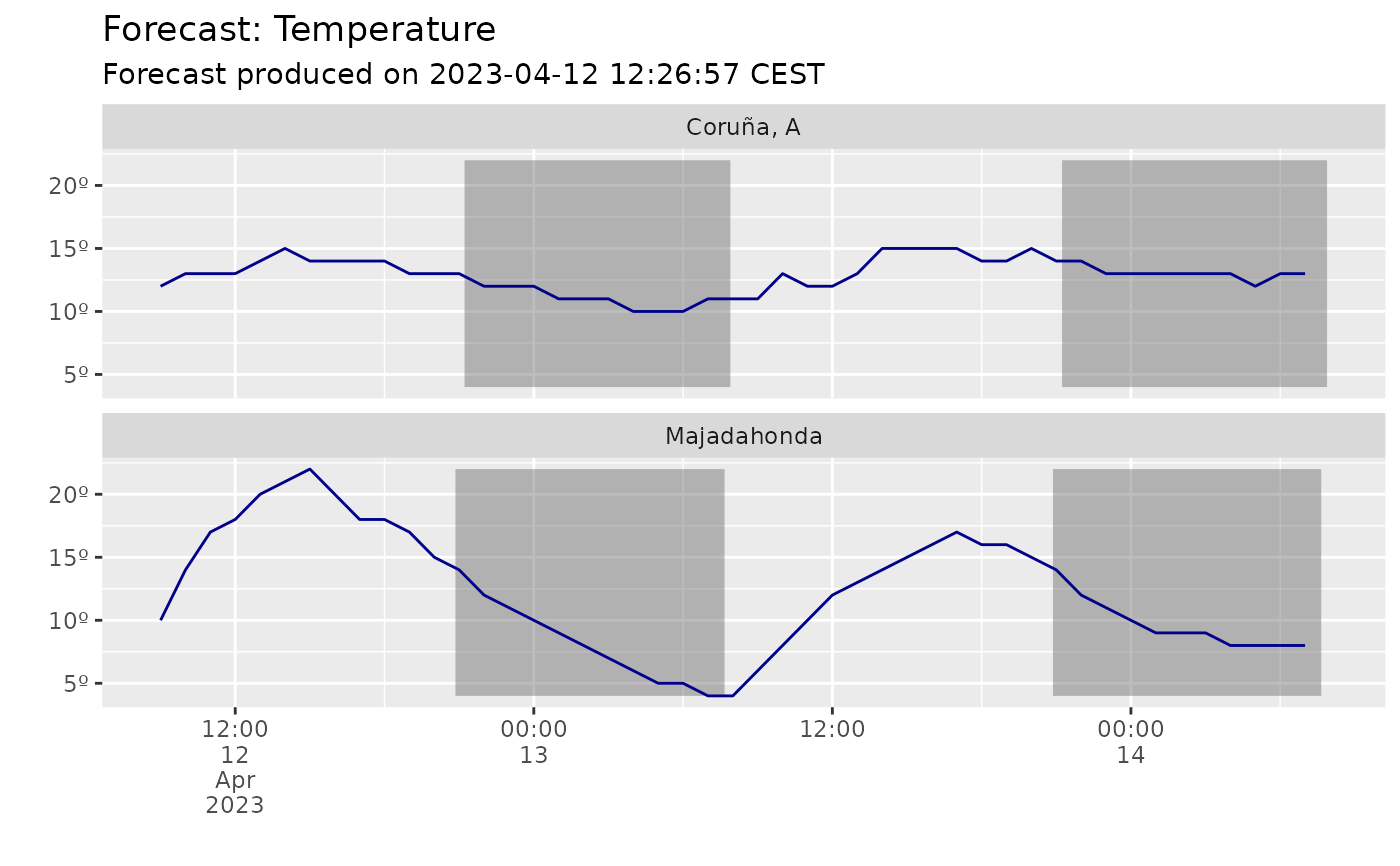 Forecast: Temperature
Forecast produced on 2023-04-12 12:26:57 CEST
Coruña, A
20º
15º
10º
5º
Majadahonda
20º
15º
10º
5º
12:00 00:00 12:00 00:00
12 13 14
Apr
2023